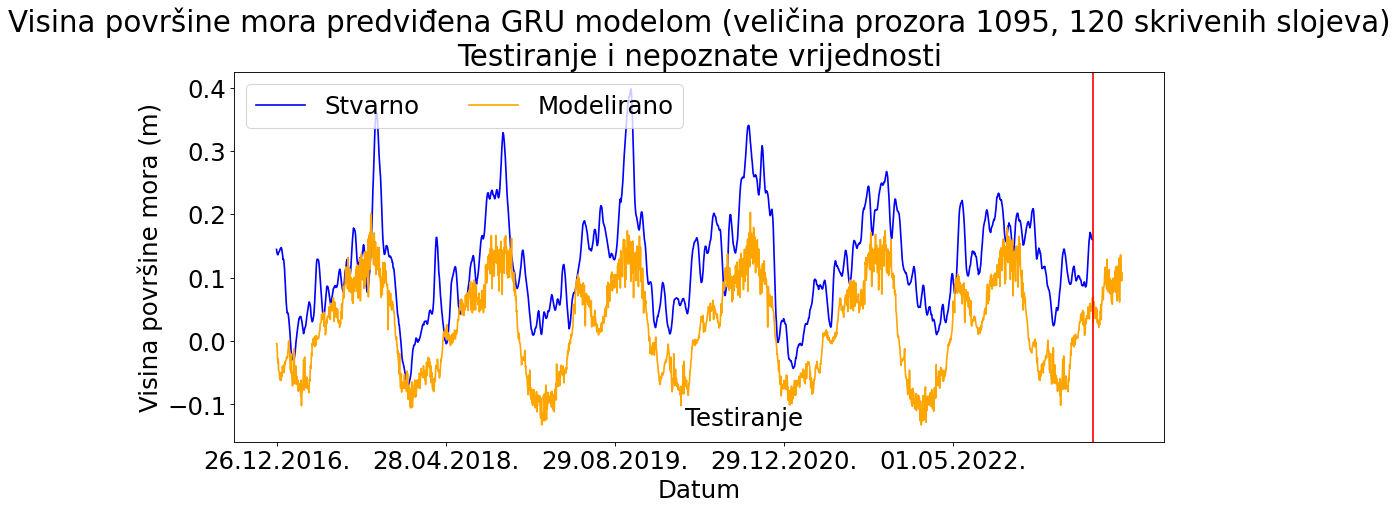 Visina površine mora predviđena GRU modelom (veličina prozora 1095, 120 skrivenih slojeva)
Testiranje i nepoznate vrijednosti
Stvarno
Modelirano
Visina površine mora (m)
0.4
0.3
0.2
0.1
0.0
−0.1
Testiranje
26.12.2016.
28.04.2018.
29.08.2019.
29.12.2020.
01.05.2022.
Datum